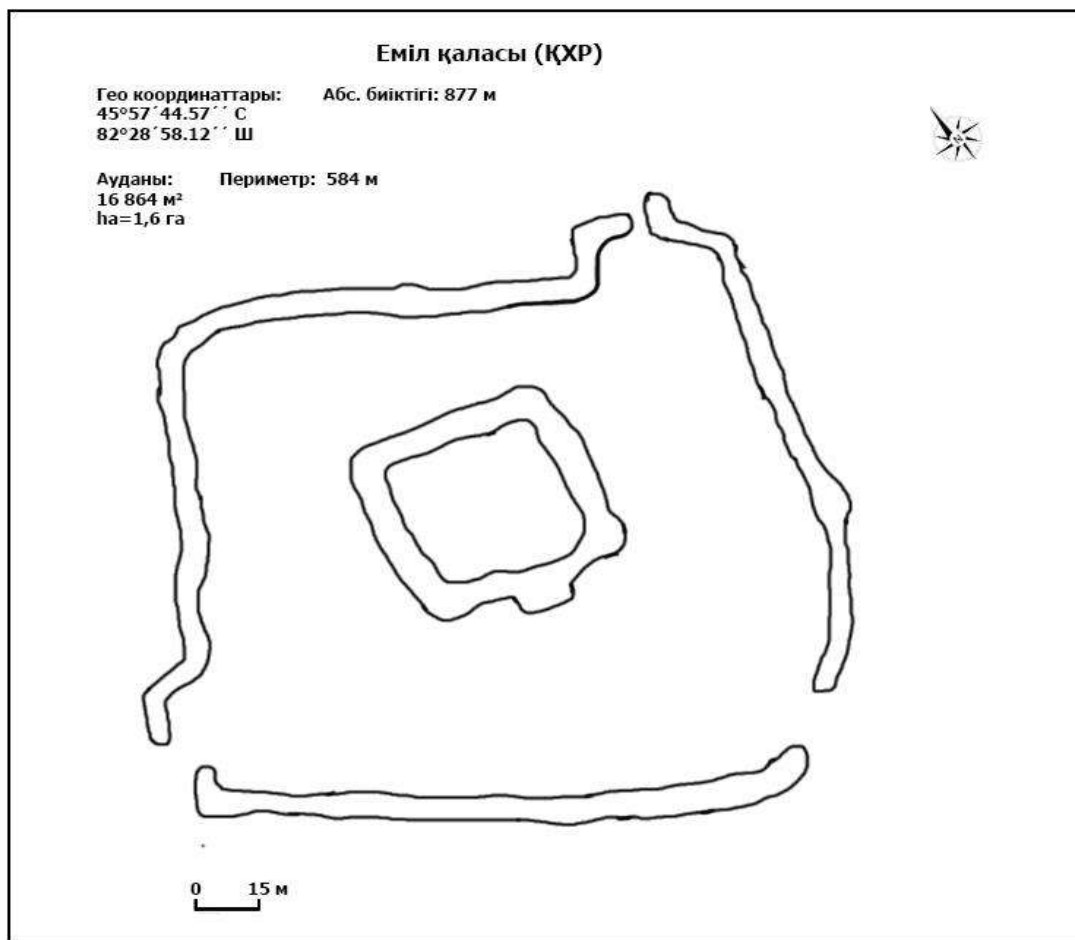 Еміл қаласы (ҚХР)
Гео координаттары: Абс. биіктігі: 877 м
45°57´44.57´´ С
82°28´58.12´´ Ш
Ауданы: Периметр: 584 м
16 864 м²
ha=1,6 га
0 15 м